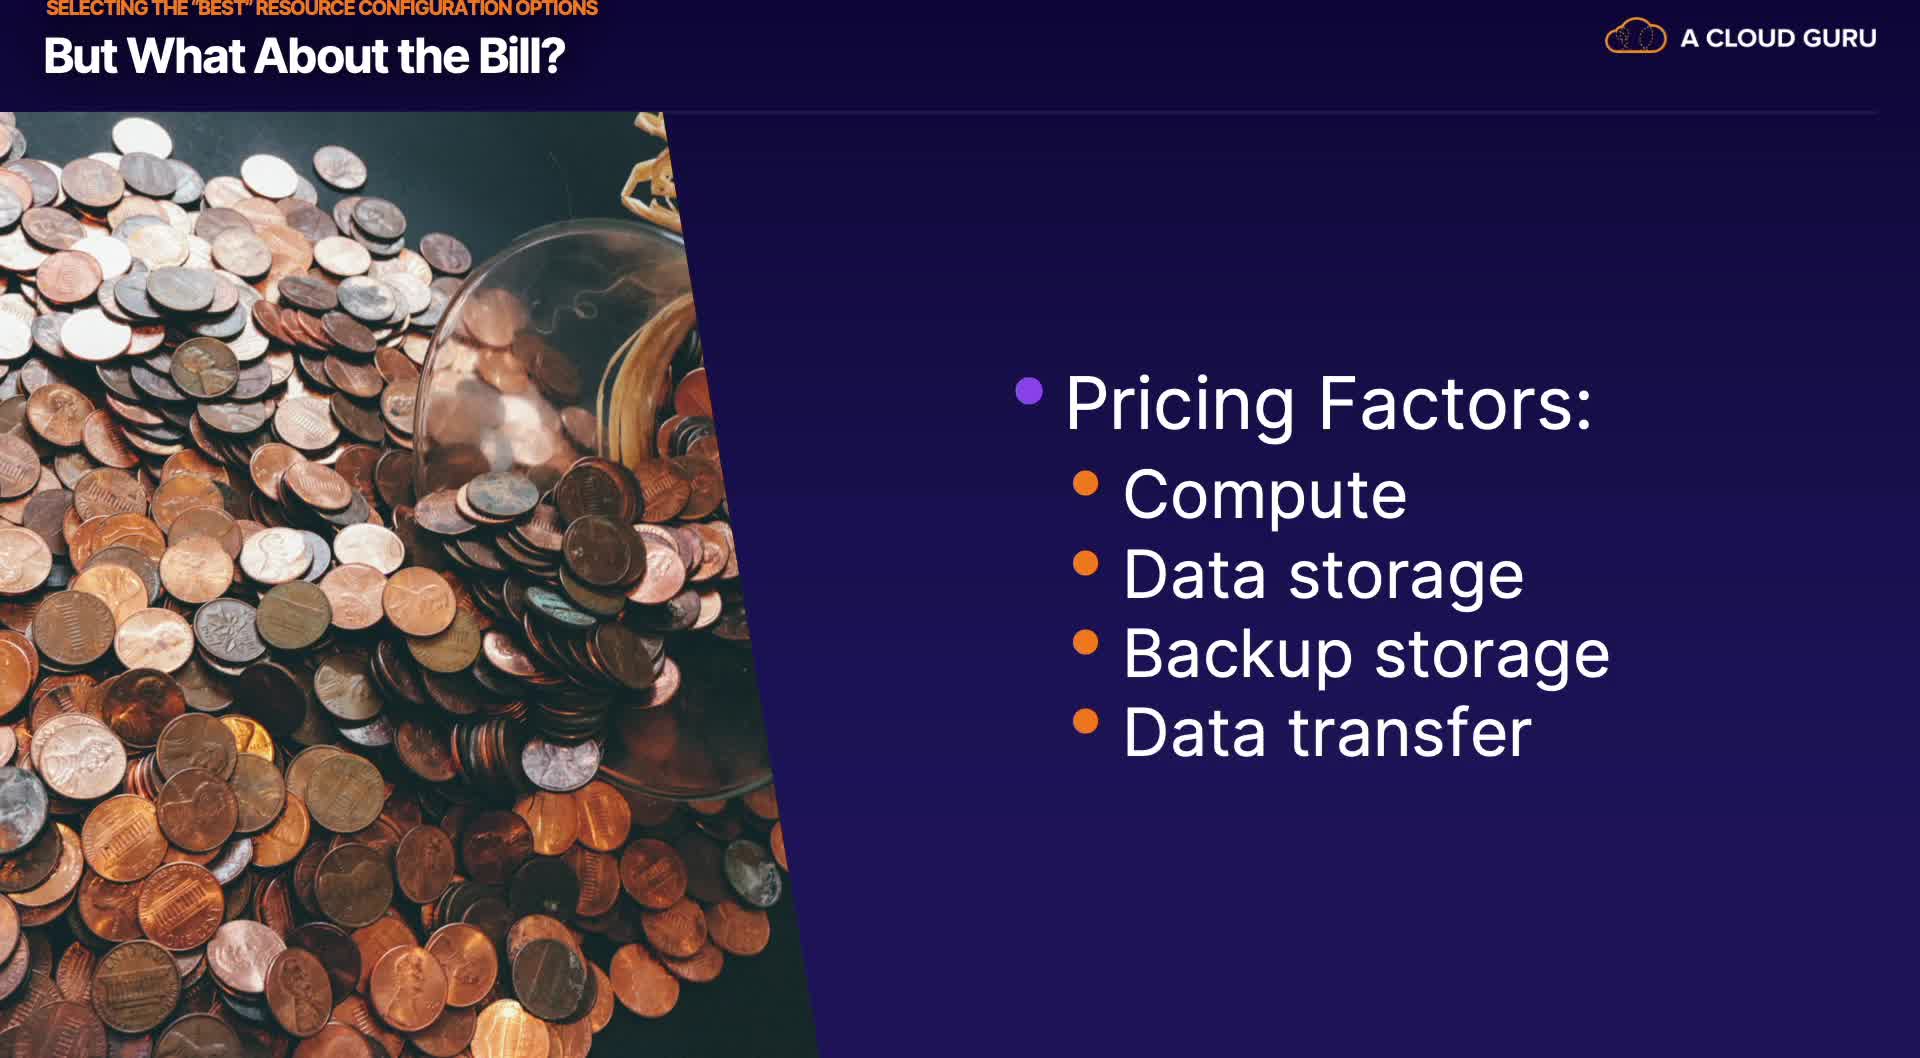 SELECTING THE "BEST" RESOURCE CONFIGURATION OPTIONS
But What About the Bill?
A CLOUD GURU
Pricing Factors:
Compute
Data storage
Backup storage
Data transfer